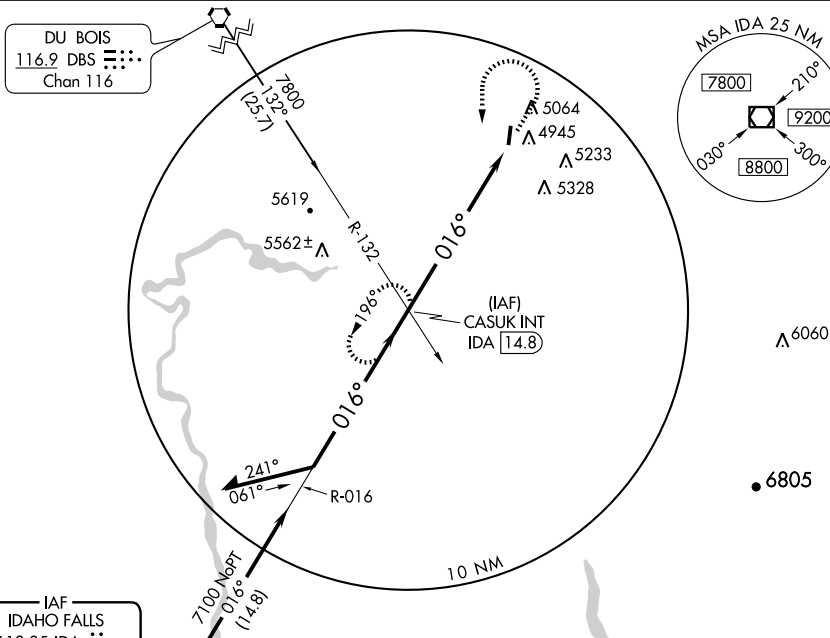 DU BOIS
116.9 DBS
Chan 116
7800
132°
(25.7)
MSA IDA 25 NM
7800
210°
9200
030°
300°
8800
5064
4945
5233
5328
5619
5562±
R-132
016°
196°
(IAF)
CASUK INT
IDA 14.8
6060
016°
241°
061°
R-016
6805
10 NM
7100 NoPT
016°
(14.8)
IAF
IDAHO FALLS